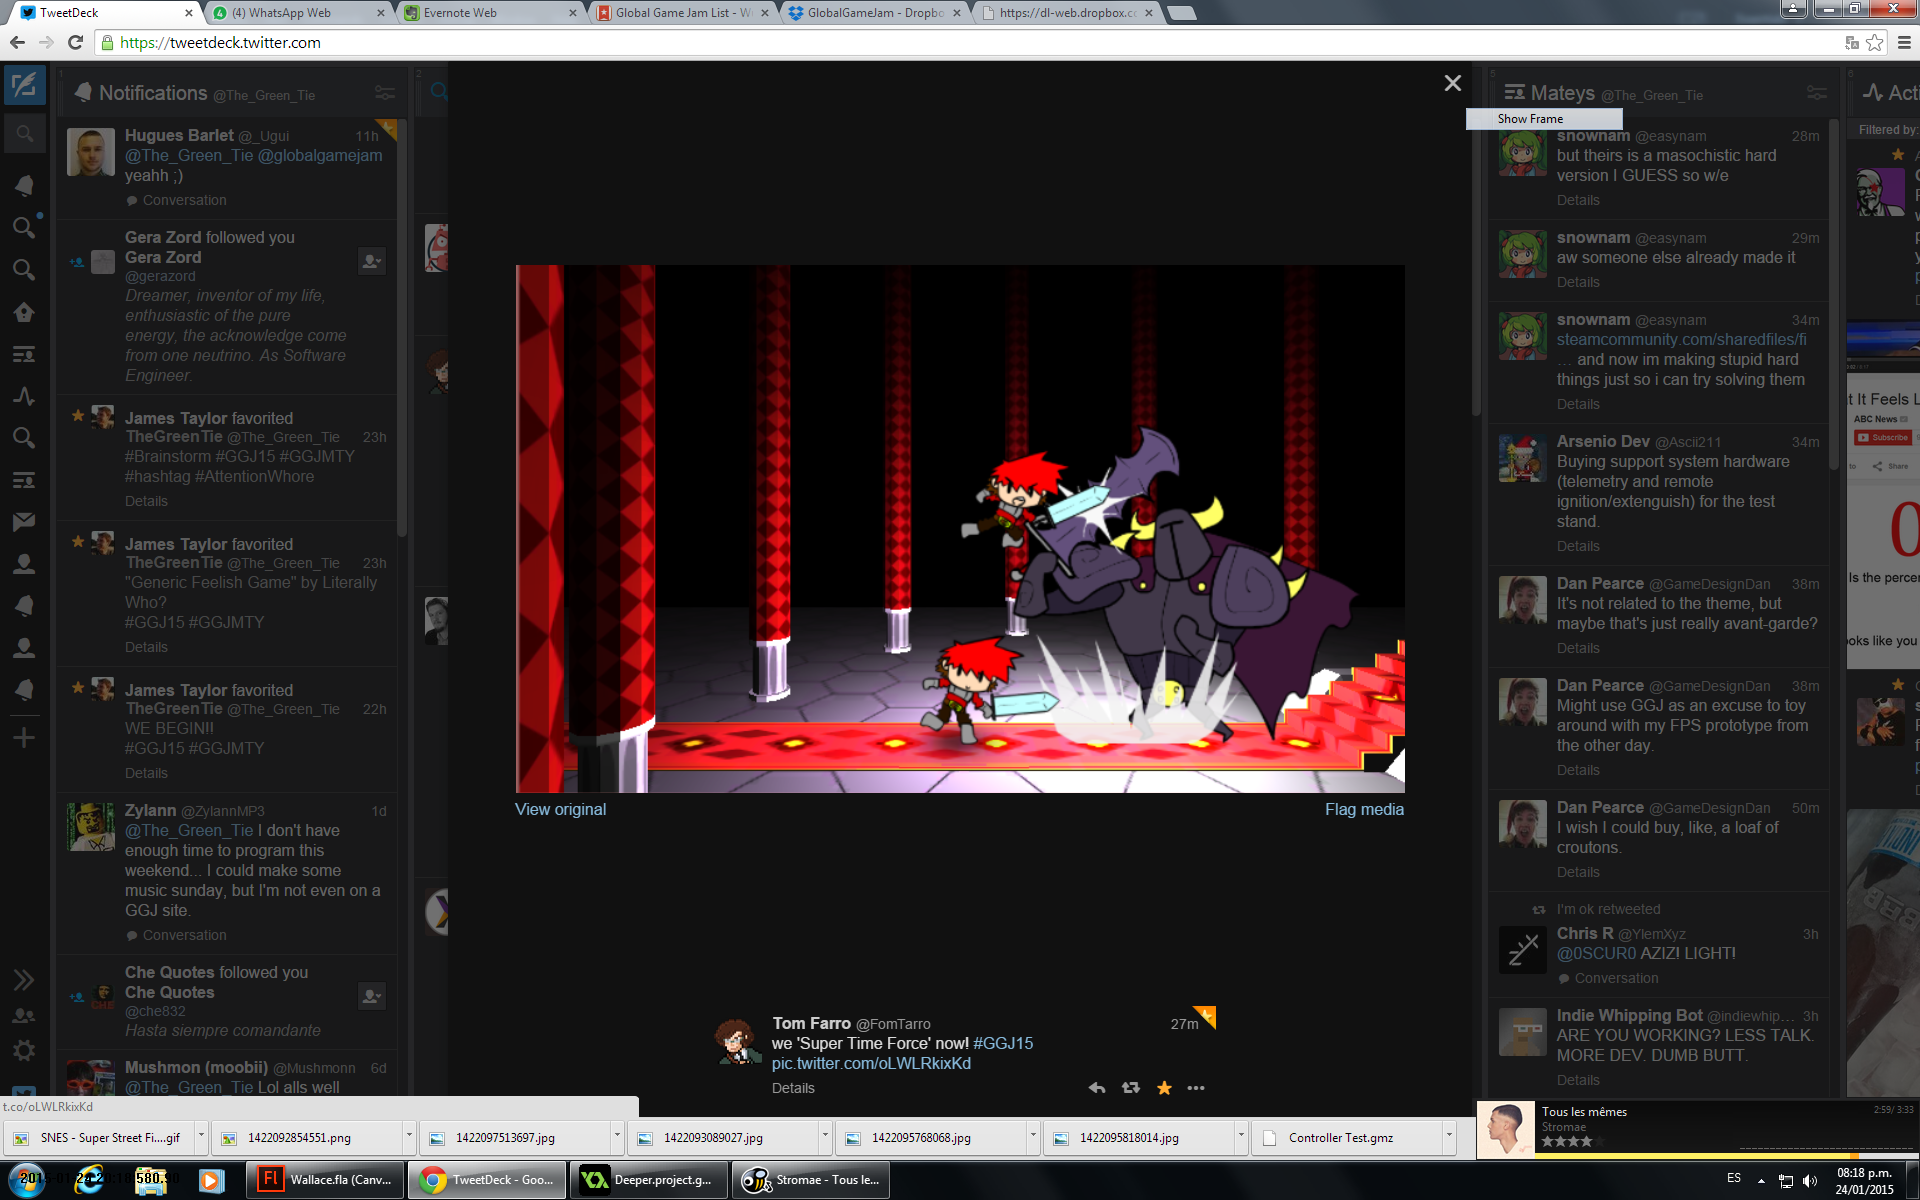 TweetDeck
(4) WhatsApp Web
Evernote Web
Global Game Jam List - W
GlobalGameJam - Dropbo
https://dl-web.dropbox.c
https://tweetdeck.twitter.com
1
Notifications @The_Green_Tie
Hugues Barlet @_Ugui 11h
@The_Green_Tie @globalgamejam
yeahh ;)
Conversation
Gera Zord followed you
Gera Zord
@gerazord
Dreamer, inventor of my life,
enthusiastic of the pure
energy, the acknowledge come
from one neutrino. As Software
Engineer.
James Taylor favorited
TheGreenTie @The_Green_Tie 23h
#Brainstorm #GGJ15 #GGJMTY
#hashtag #AttentionWhore
Details
James Taylor favorited
TheGreenTie @The_Green_Tie 23h
"Generic Feelish Game" by Literally
Who?
#GGJ15 #GGJMTY
Details
James Taylor favorited
TheGreenTie @The_Green_Tie 22h
WE BEGIN!!
#GGJ15 #GGJMTY
Details
Zylann @ZylannMP3 1d
@The_Green_Tie I don't have
enough time to program this
weekend... I could make some
music sunday, but I'm not even on a
GGJ site.
Conversation
Che Quotes followed you
Che Quotes
@che832
Hasta siempre comandante
Mushmon (moobii) @Mushmonn 6d
@The_Green_Tie Lol alls well
2
View original
Flag media
Tom Farro @FomTarro 27m
we 'Super Time Force' now! #GGJ15
pic.twitter.com/oLWLRkixKd
Details
5
Mateys @The_Green_Tie
Show Frame
snownam @easynam 28m
but theirs is a masochistic hard
version I GUESS so w/e
Details
snownam @easynam 29m
aw someone else already made it
Details
snownam @easynam 34m
steamcommunity.com/sharedfiles/fi
… and now im making stupid hard
things just so i can try solving them
Details
Arsenio Dev @Ascii211 34m
Buying support system hardware
(telemetry and remote
ignition/extenguish) for the test
stand.
Details
Dan Pearce @GameDesignDan 38m
It's not related to the theme, but
maybe that's just really avant-garde?
Details
Dan Pearce @GameDesignDan 38m
Might use GGJ as an excuse to toy
around with my FPS prototype from
the other day.
Details
Dan Pearce @GameDesignDan 50m
I wish I could buy, like, a loaf of
croutons.
Details
I'm ok retweeted
Chris R @YlemXyz 3h
@0SCUR0 AZIZ! LIGHT!
Conversation
Indie Whipping Bot @indiewhip... 3h
ARE YOU WORKING? LESS TALK.
MORE DEV. DUMB BUTT.
Details
6
Acti
Filtered by:
t It Feels L
ABC News
Subscribe
Share
0
Is the percen
ooks like you
t.co/oLWLRkixKd
SNES - Super Street Fi....gif
1422092854551.png
1422097513697.jpg
1422093089027.jpg
1422095768068.jpg
1422095818014.jpg
Controller Test.gmz
Tous les mêmes 2:59/ 3:33
Stromae
Wallace.fla (Canv...
TweetDeck - Goo...
Deeper.project.g...
Stromae - Tous le...
ES
08:18 p.m.
24/01/2015